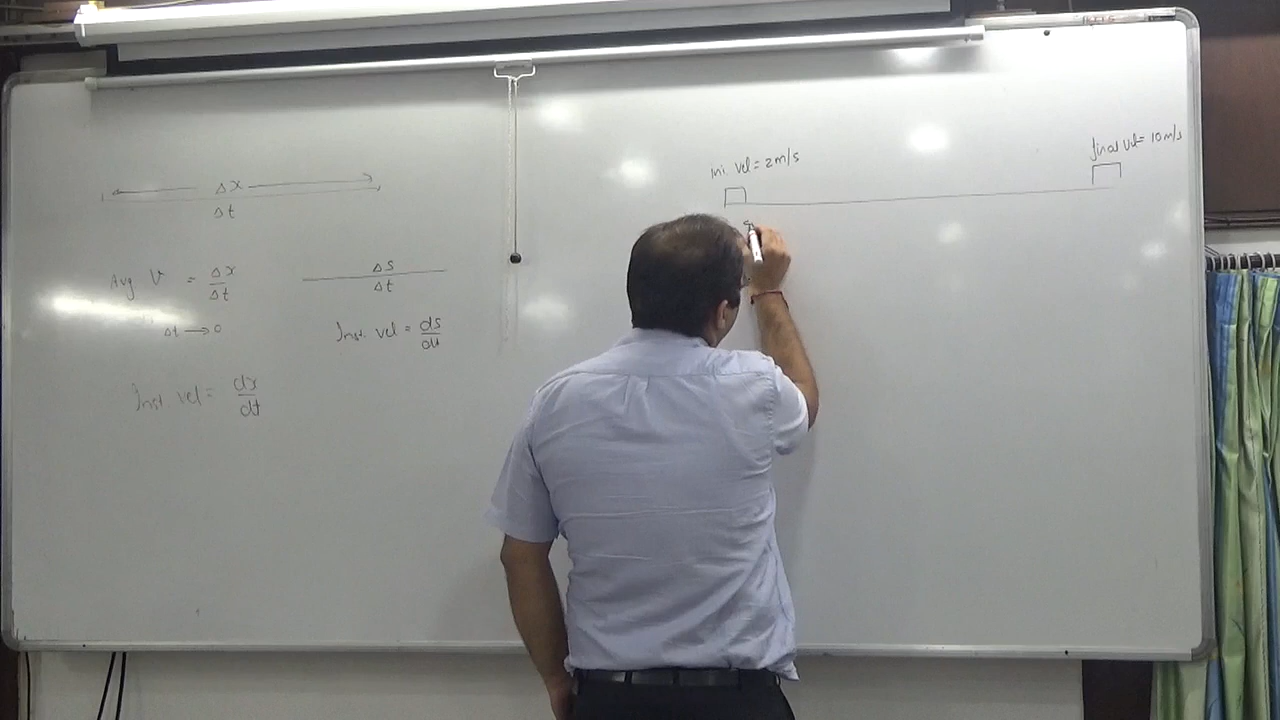 Δx
Δt
Avg V = Δx/Δt
Δt → 0
Inst. vel = dx/dt
Δs
Δt
Inst. vel = ds/dt
ini. vel = 2m/s
final vel = 10m/s